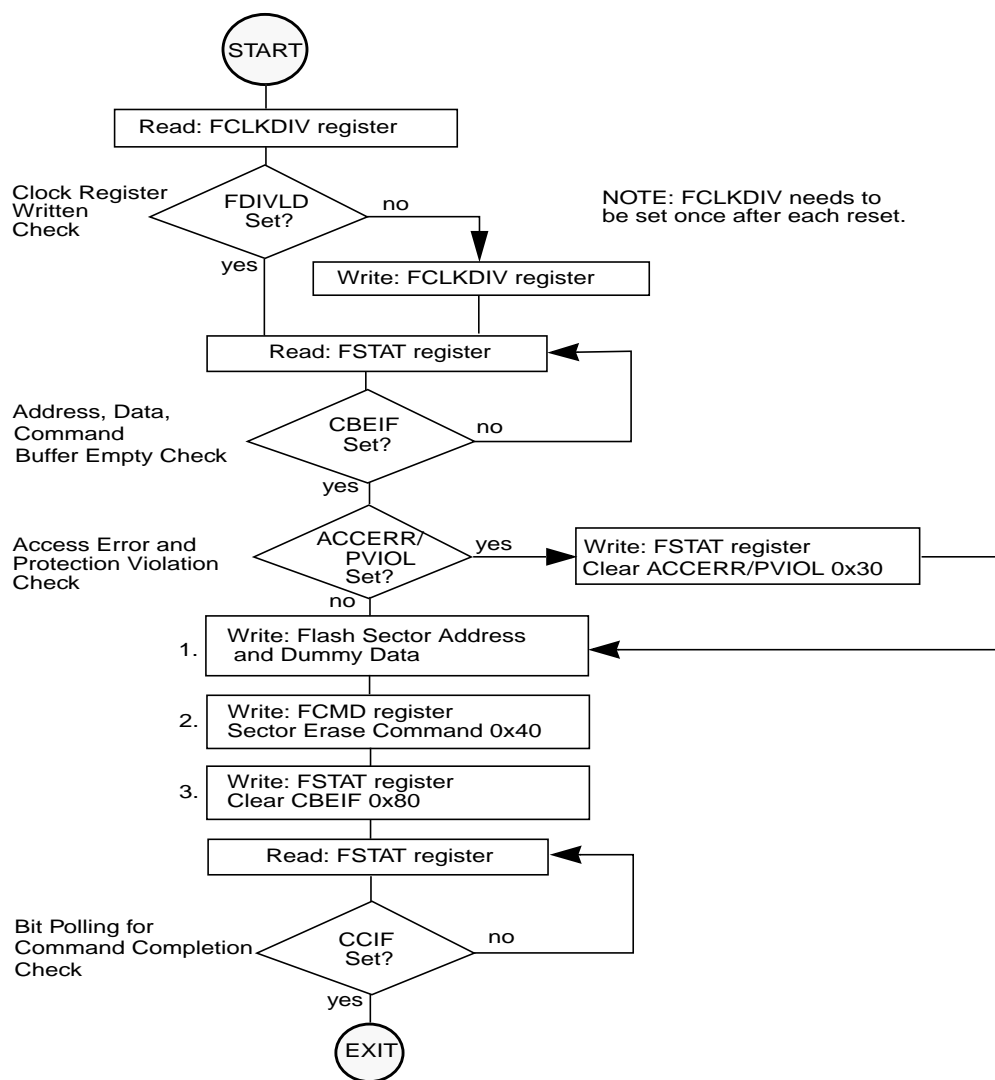 START
Read: FCLKDIV register
Clock Register
Written
Check
FDIVLD
Set?
no
yes
NOTE: FCLKDIV needs to
be set once after each reset.
Write: FCLKDIV register
Read: FSTAT register
Address, Data,
Command
Buffer Empty Check
CBEIF
Set?
no
yes
Access Error and
Protection Violation
Check
ACCERR/
PVIOL
Set?
yes
no
Write: FSTAT register
Clear ACCERR/PVIOL 0x30
1.
Write: Flash Sector Address
and Dummy Data
2.
Write: FCMD register
Sector Erase Command 0x40
3.
Write: FSTAT register
Clear CBEIF 0x80
Read: FSTAT register
Bit Polling for
Command Completion
Check
CCIF
Set?
no
yes
EXIT